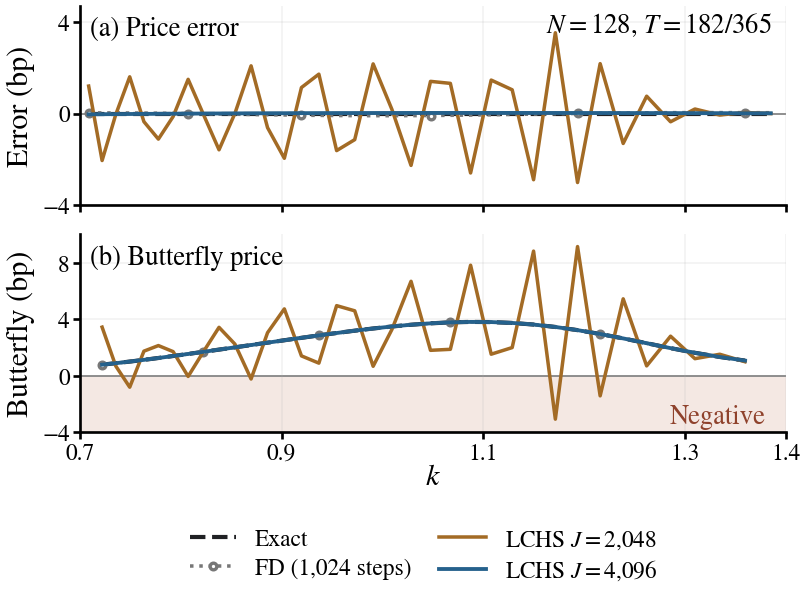 (a) Price error
N = 128, T = 182/365
Error (bp)
4
0
−4
(b) Butterfly price
Butterfly (bp)
8
4
0
−4
Negative
0.7 0.9 1.1 1.3 1.4
k
Exact
FD (1,024 steps)
LCHS J = 2,048
LCHS J = 4,096